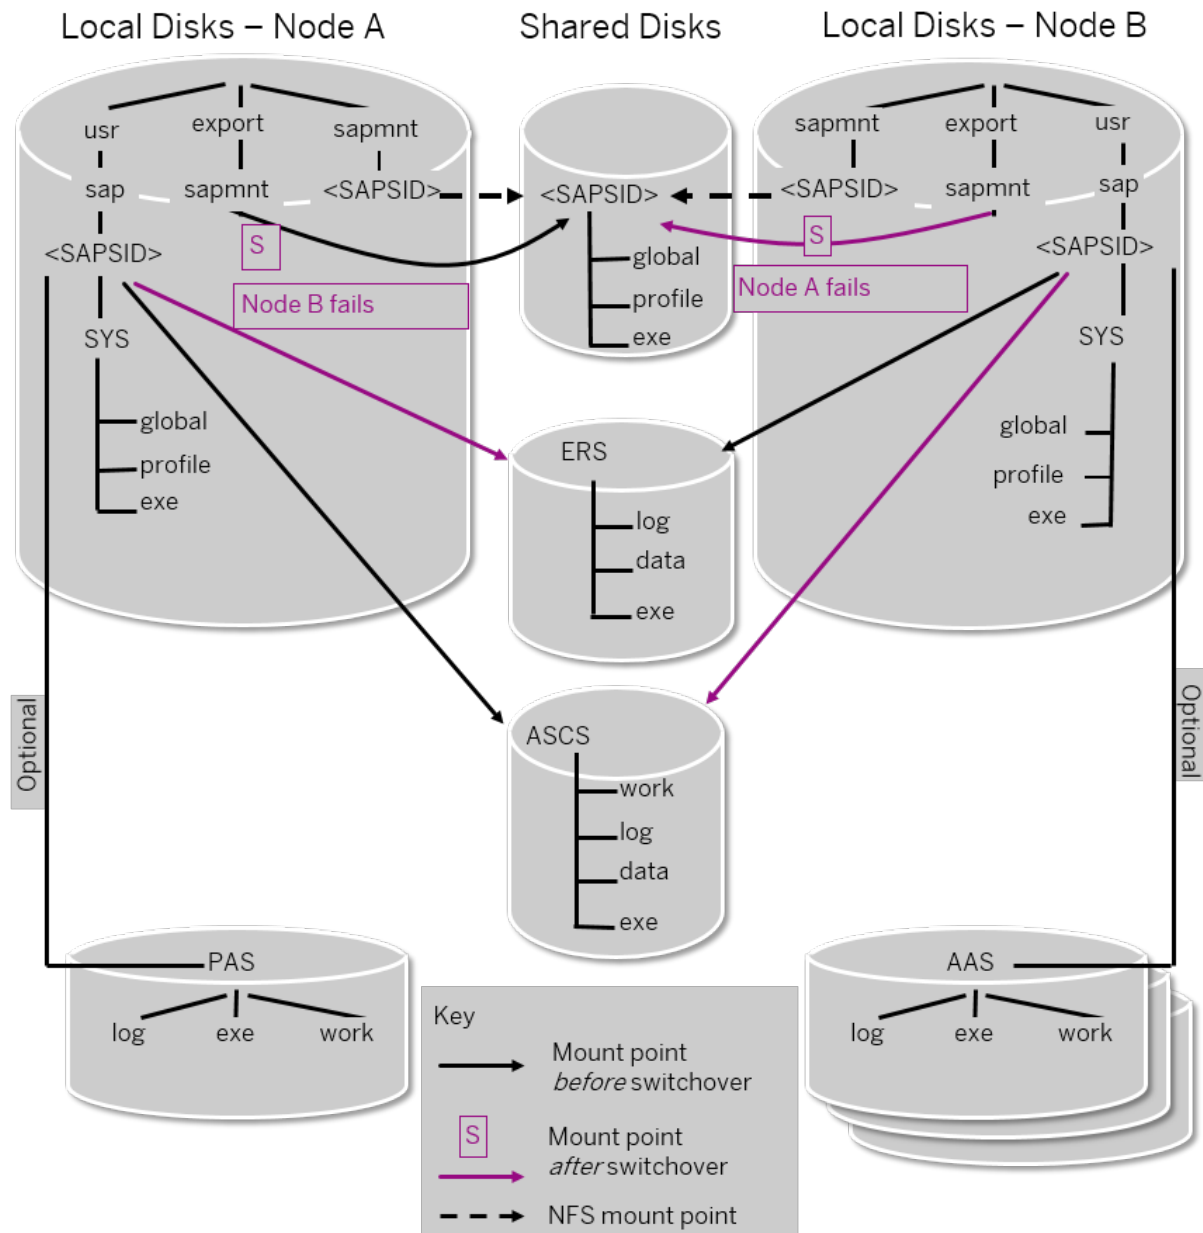 Local Disks – Node A
Shared Disks
Local Disks – Node B
usr
export
sapmnt
sap
sapmnt
<SAPSID>
<SAPSID>
S
Node B fails
SYS
global
profile
exe
<SAPSID>
global
profile
exe
sapmnt
export
usr
<SAPSID>
sapmnt
sap
S
<SAPSID>
Node A fails
SYS
global
profile
exe
ERS
log
data
exe
ASCS
work
log
data
exe
Optional
Optional
PAS
log
exe
work
AAS
log
exe
work
Key
Mount point
before switchover
S
Mount point
after switchover
NFS mount point